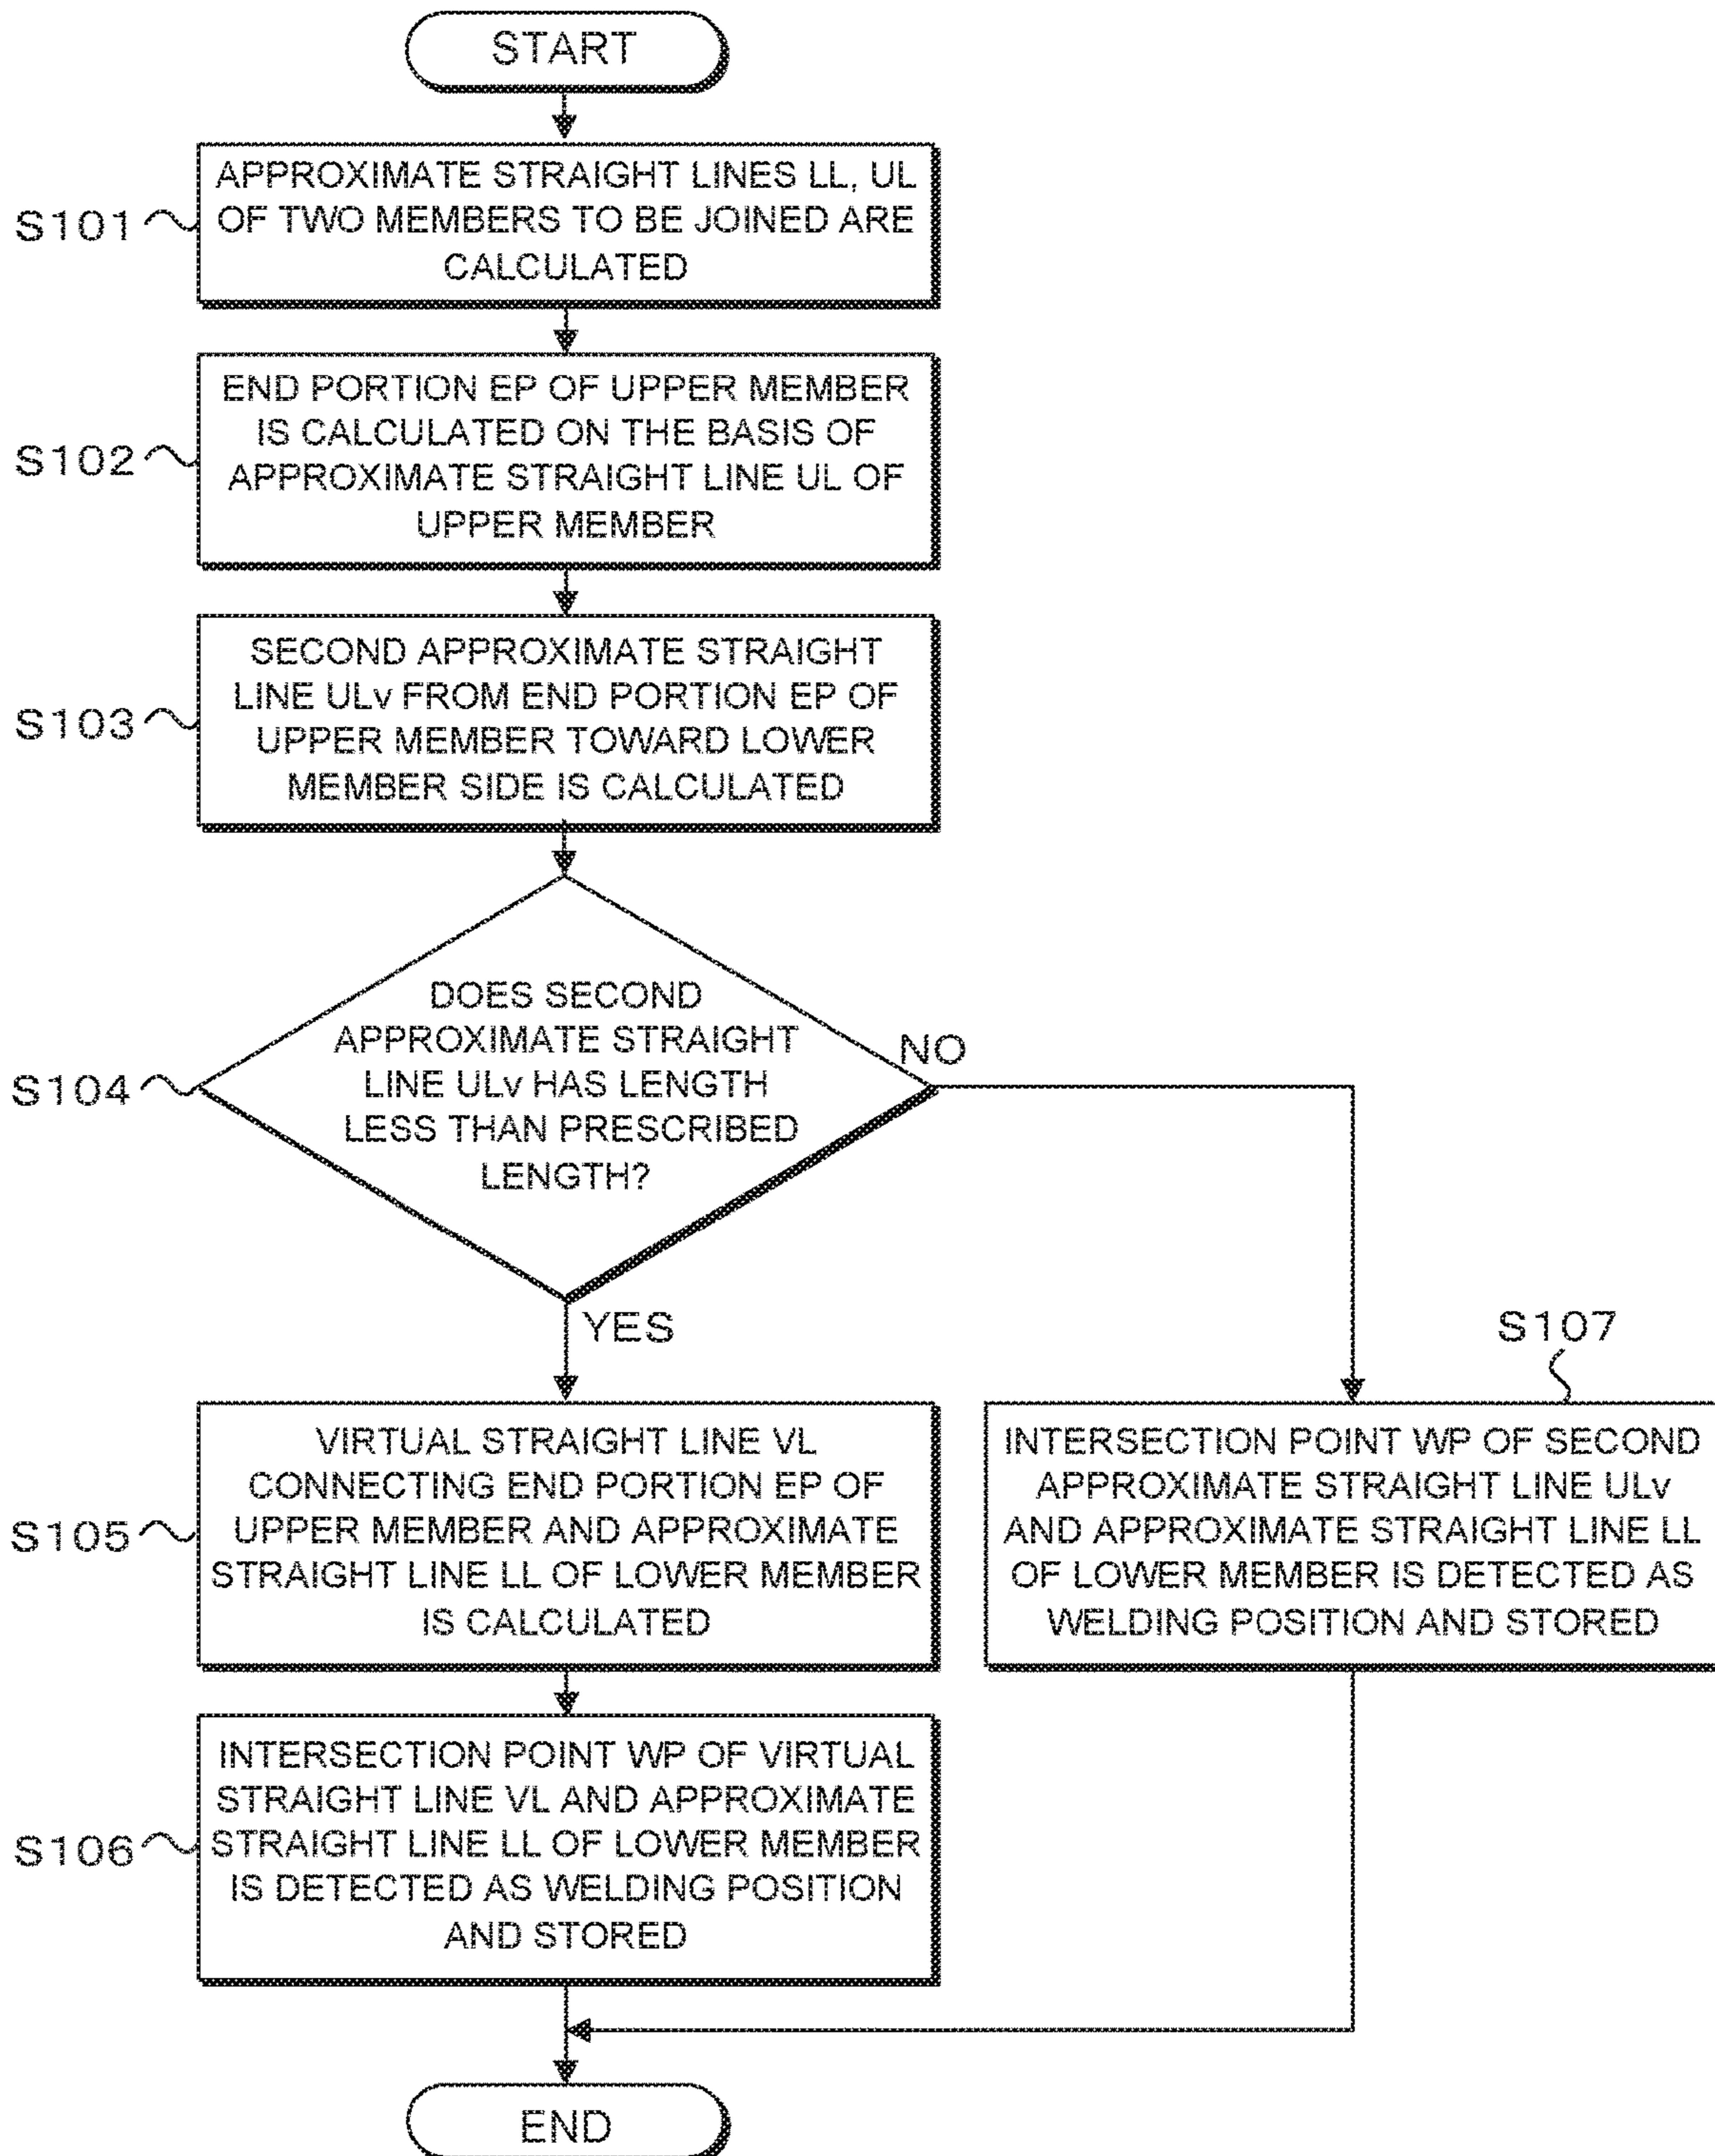 START
S101
APPROXIMATE STRAIGHT LINES LL, UL
OF TWO MEMBERS TO BE JOINED ARE
CALCULATED
S102
END PORTION EP OF UPPER MEMBER
IS CALCULATED ON THE BASIS OF
APPROXIMATE STRAIGHT LINE UL OF
UPPER MEMBER
S103
SECOND APPROXIMATE STRAIGHT
LINE ULv FROM END PORTION EP OF
UPPER MEMBER TOWARD LOWER
MEMBER SIDE IS CALCULATED
S104
DOES SECOND
APPROXIMATE STRAIGHT
LINE ULv HAS LENGTH
LESS THAN PRESCRIBED
LENGTH?
NO
YES
S105
VIRTUAL STRAIGHT LINE VL
CONNECTING END PORTION EP OF
UPPER MEMBER AND APPROXIMATE
STRAIGHT LINE LL OF LOWER MEMBER
IS CALCULATED
S107
INTERSECTION POINT WP OF SECOND
APPROXIMATE STRAIGHT LINE ULv
AND APPROXIMATE STRAIGHT LINE LL
OF LOWER MEMBER IS DETECTED AS
WELDING POSITION AND STORED
S106
INTERSECTION POINT WP OF VIRTUAL
STRAIGHT LINE VL AND APPROXIMATE
STRAIGHT LINE LL OF LOWER MEMBER
IS DETECTED AS WELDING POSITION
AND STORED
END